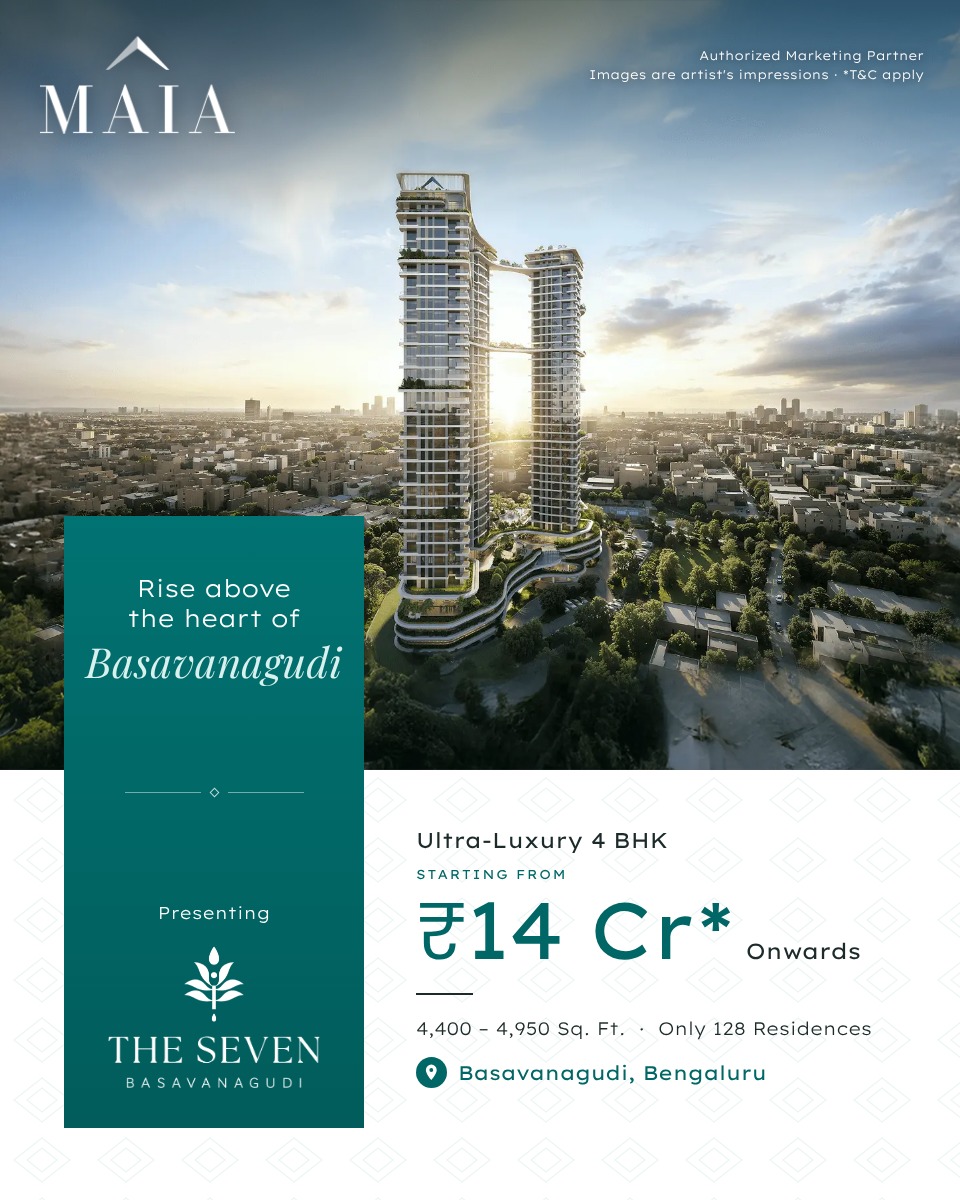 MAIA
Authorized Marketing Partner
Images are artist's impressions · *T&C apply
Rise above
the heart of
Basavanagudi
Presenting
THE SEVEN
BASAVANAGUDI
Ultra-Luxury 4 BHK
STARTING FROM
₹14 Cr* Onwards
4,400 – 4,950 Sq. Ft. · Only 128 Residences
Basavanagudi, Bengaluru